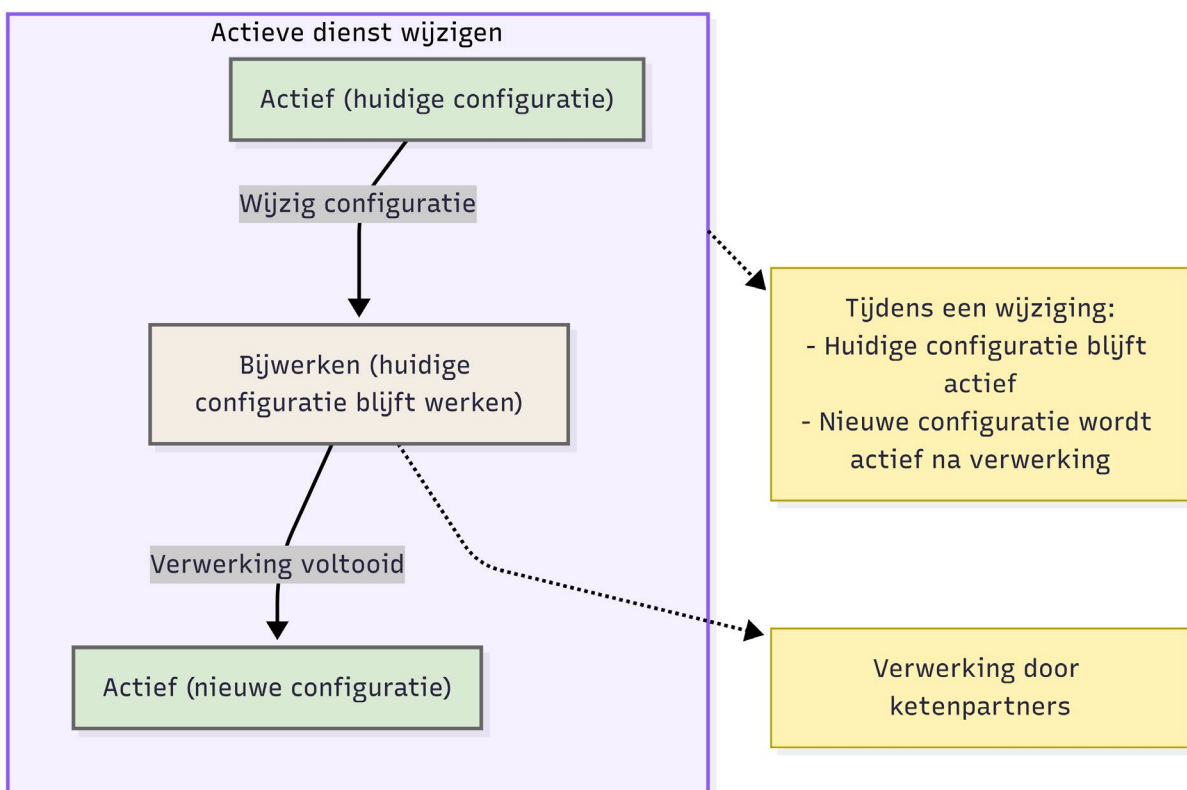 Actieve dienst wijzigen
Actief (huidige configuratie)
Wijzig configuratie
Bijwerken (huidige
configuratie blijft werken)
Verwerking voltooid
Actief (nieuwe configuratie)
Tijdens een wijziging:
- Huidige configuratie blijft
actief
- Nieuwe configuratie wordt
actief na verwerking
Verwerking door
ketenpartners